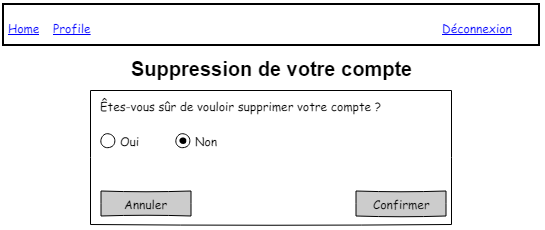 Home Profile Déconnexion
Suppression de votre compte
Êtes-vous sûr de vouloir supprimer votre compte ?
Oui Non
Annuler Confirmer